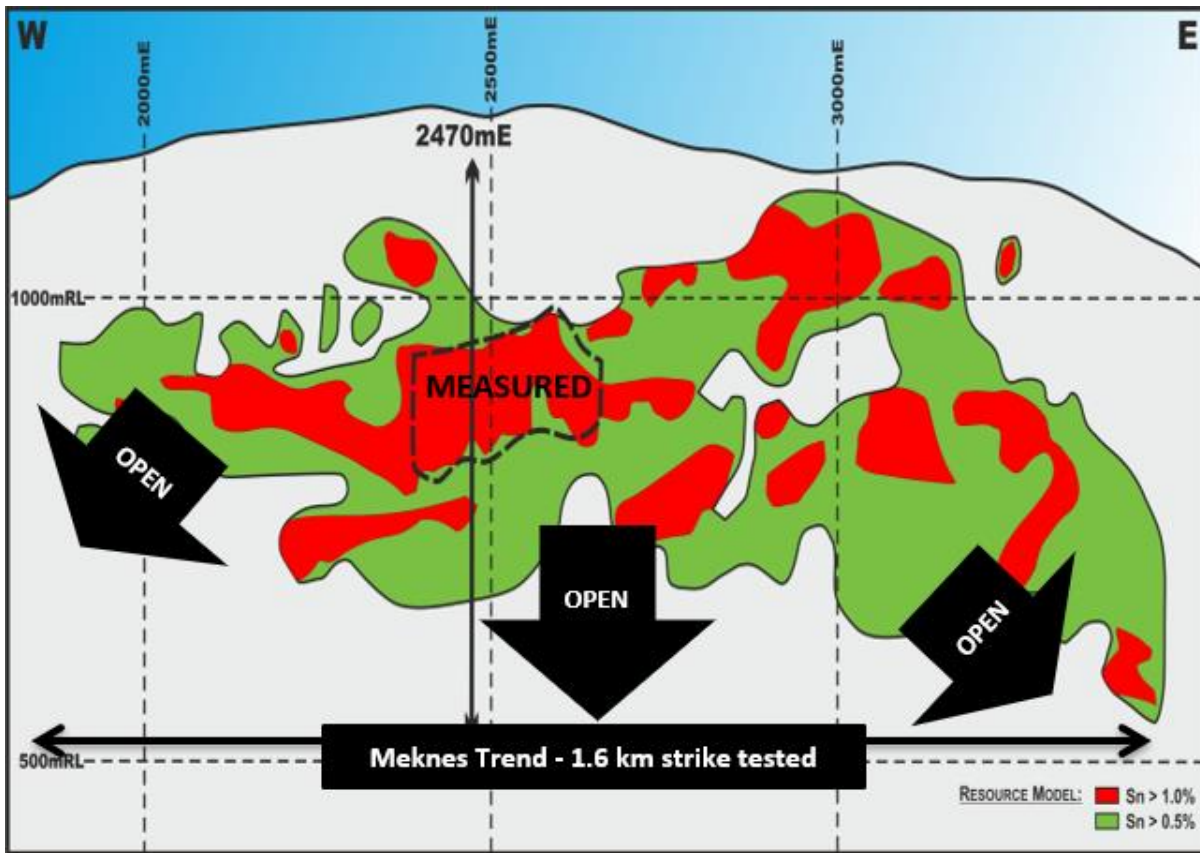 W
E
2000mE
2500mE
3000mE
2470mE
1000mRL
MEASURED
OPEN
OPEN
OPEN
Meknes Trend - 1.6 km strike tested
500mRL
RESOURCE MODEL:
Sn > 1.0%
Sn > 0.5%